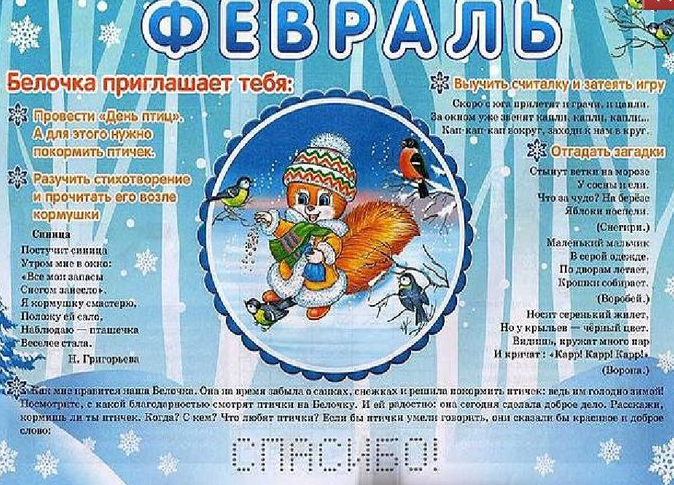 ФЕВРАЛЬ
Белочка приглашает тебя:
Провести «День птиц».
А для этого нужно
покормить птичек.
Разучить стихотворение
и прочитать его возле
кормушки
Синица
Постучит синица
Утром мне в окно:
«Все мои запасы
Снегом занесло».
Я кормушку смастерю,
Положу ей сало,
Наблюдаю — пташечка
Веселее стала.
Н. Григорьева
Выучить считалку и затеять игру
Скоро с юга прилетят и грачи, и цапли.
За окном уже звенят капли, капли, капли...
Кап-кап-кап вокруг, заходи к нам в круг.
Отгадать загадки
Стынут ветки на морозе
У сосны и ели.
Что за чудо? На берёзе
Яблоки поспели.
(Снегири.)
Маленький мальчик
В серой одежде.
По дворам летает,
Крошки собирает.
(Воробей.)
Носит серенький жилет,
Но у крыльев — чёрный цвет.
Видишь, кружат много пар
И кричат: «Карр! Карр! Карр!»
(Ворона.)
Как мне нравится наша Белочка. Она на время забыла о санках, снежках и решила покормить птичек: ведь им голодно зимой!
Посмотрите, с какой благодарностью смотрят птички на Белочку. И ей радостно: она сегодня сделала доброе дело. Расскажи,
кормишь ли ты птичек. Когда? С кем? Что любят птички? Если бы птички умели говорить, они сказали бы красивое и доброе
слово:
СПАСИБО!